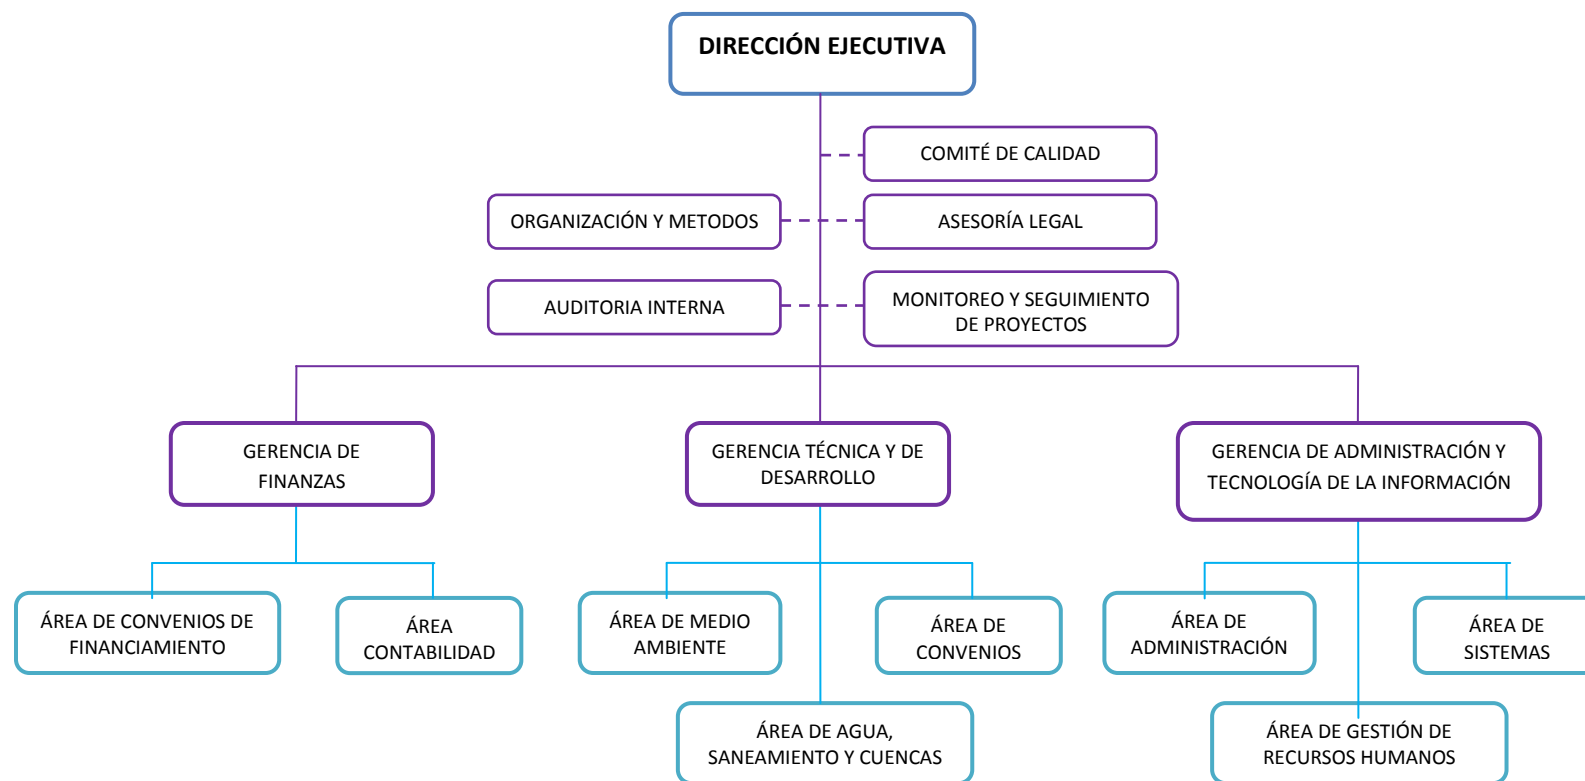 DIRECCIÓN EJECUTIVA
COMITÉ DE CALIDAD
ORGANIZACIÓN Y METODOS
ASESORÍA LEGAL
AUDITORIA INTERNA
MONITOREO Y SEGUIMIENTO
DE PROYECTOS
GERENCIA DE
FINANZAS
GERENCIA TÉCNICA Y DE
DESARROLLO
GERENCIA DE ADMINISTRACIÓN Y
TECNOLOGÍA DE LA INFORMACIÓN
ÁREA DE CONVENIOS DE
FINANCIAMIENTO
ÁREA
CONTABILIDAD
ÁREA DE MEDIO
AMBIENTE
ÁREA DE
CONVENIOS
ÁREA DE
ADMINISTRACIÓN
ÁREA DE
SISTEMAS
ÁREA DE AGUA,
SANEAMIENTO Y CUENCAS
ÁREA DE GESTIÓN DE
RECURSOS HUMANOS